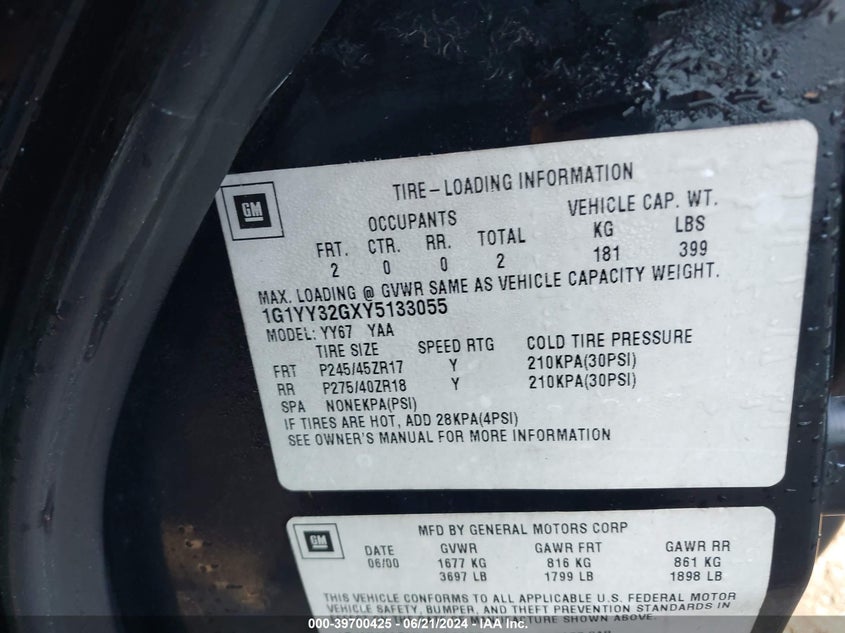 GM
TIRE-LOADING INFORMATION
OCCUPANTS VEHICLE CAP. WT.
FRT. CTR. RR. TOTAL KG LBS
2 0 0 2 181 399
MAX. LOADING @ GVWR SAME AS VEHICLE CAPACITY WEIGHT.
1G1YY32GXY5133055
MODEL: YY67 YAA
TIRE SIZE SPEED RTG COLD TIRE PRESSURE
FRT P245/45ZR17 Y 210KPA(30PSI)
RR P275/40ZR18 Y 210KPA(30PSI)
SPA NONEKPA(PSI)
IF TIRES ARE HOT, ADD 28KPA(4PSI)
SEE OWNER'S MANUAL FOR MORE INFORMATION
GM
MFD BY GENERAL MOTORS CORP
DATE GVWR GAWR FRT GAWR RR
06/00 1677 KG 816 KG 861 KG
3697 LB 1799 LB 1898 LB
THIS VEHICLE CONFORMS TO ALL APPLICABLE U.S. FEDERAL MOTOR
VEHICLE SAFETY, BUMPER, AND THEFT PREVENTION STANDARDS
000-39700425 - 06/21/2024 - IAA Inc.